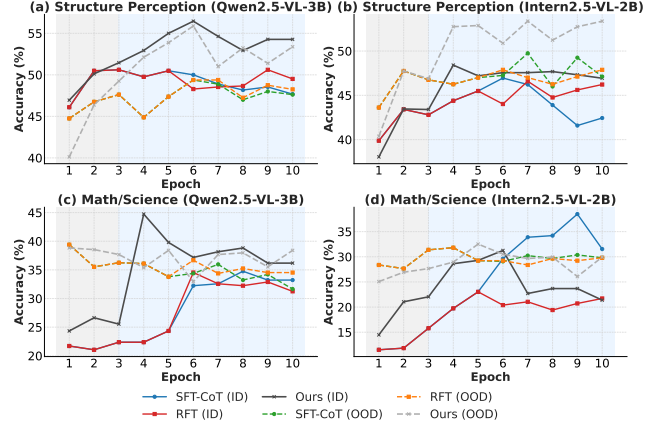 (a) Structure Perception (Qwen2.5-VL-3B)
Accuracy (%)
55
50
45
40
1 2 3 4 5 6 7 8 9 10
Epoch
(b) Structure Perception (Intern2.5-VL-2B)
Accuracy (%)
50
45
40
1 2 3 4 5 6 7 8 9 10
Epoch
(c) Math/Science (Qwen2.5-VL-3B)
Accuracy (%)
45
40
35
30
25
20
1 2 3 4 5 6 7 8 9 10
Epoch
(d) Math/Science (Intern2.5-VL-2B)
Accuracy (%)
35
30
25
20
15
1 2 3 4 5 6 7 8 9 10
Epoch
SFT-CoT (ID) Ours (ID) RFT (OOD)
RFT (ID) SFT-CoT (OOD) Ours (OOD)